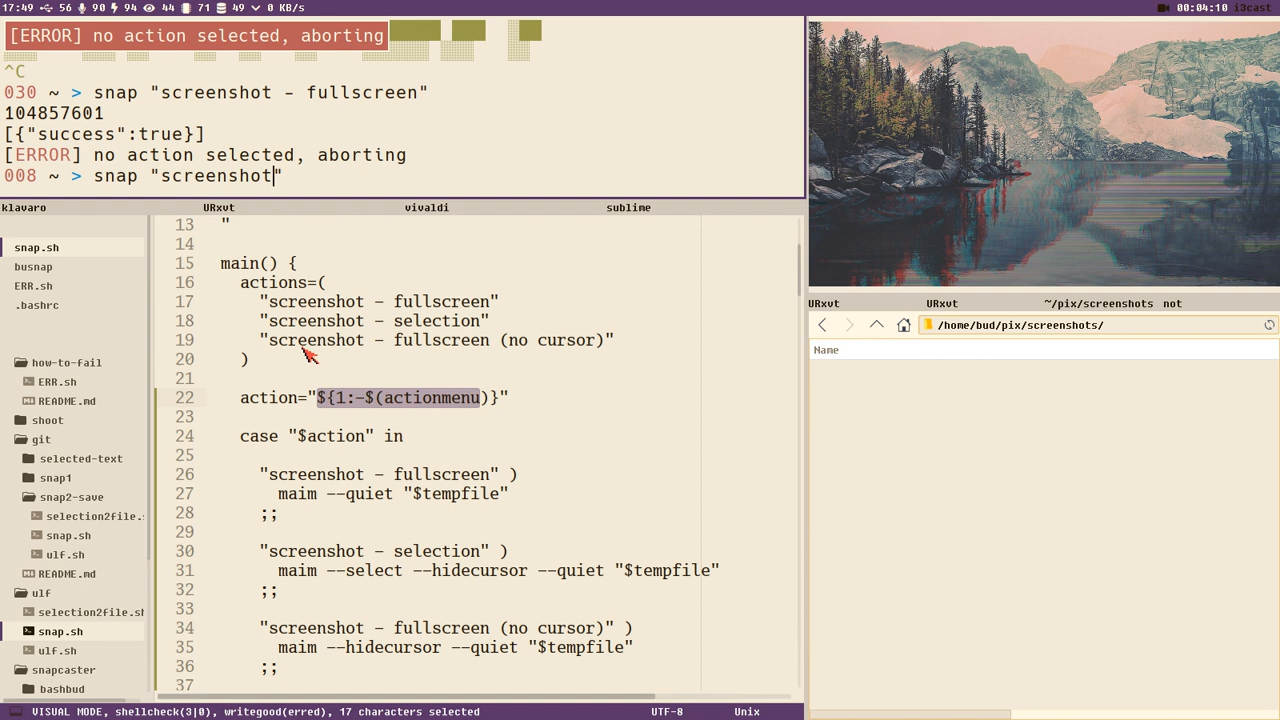 17:49 56 90 94 44 71 49 0 KB/s
00:04:10 i3cast
[ERROR] no action selected, aborting
^C
030 ~ > snap "screenshot - fullscreen"
104857601
[{"success":true}]
[ERROR] no action selected, aborting
008 ~ > snap "screenshot"
klavaro URxvt vivaldi sublime
snap.sh
busnap
ERR.sh
.bashrc
how-to-fail
ERR.sh
README.md
shoot
git
selected-text
snap1
snap2-save
selection2file.
snap.sh
ulf.sh
README.md
ulf
selection2file.sh
snap.sh
ulf.sh
snapcaster
bashbud
13 "
14
15 main() {
16 actions=(
17 "screenshot - fullscreen"
18 "screenshot - selection"
19 "screenshot - fullscreen (no cursor)"
20 )
21
22 action="${1:-$(actionmenu)}"
23
24 case "$action" in
25
26 "screenshot - fullscreen" )
27 maim --quiet "$tempfile"
28 ;;
29
30 "screenshot - selection" )
31 maim --select --hidecursor --quiet "$tempfile"
32 ;;
33
34 "screenshot - fullscreen (no cursor)" )
35 maim --hidecursor --quiet "$tempfile"
36 ;;
37
VISUAL MODE, shellcheck(3|0), writegood(erred), 17 characters selected UTF-8 Unix
URxvt URxvt ~/pix/screenshots not
/home/bud/pix/screenshots/
Name